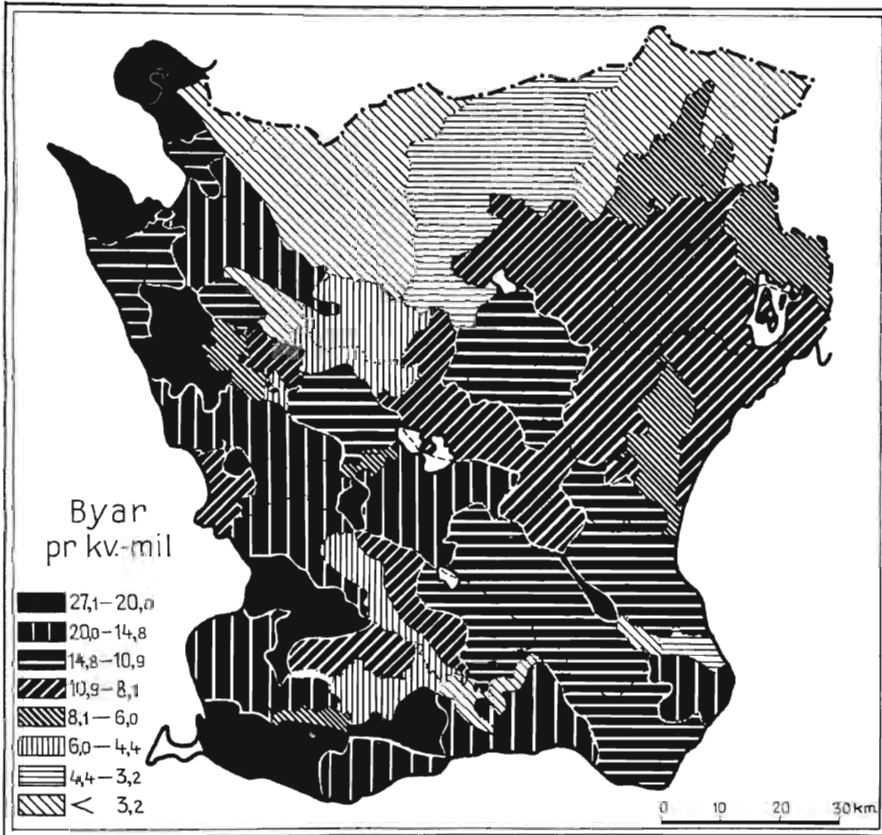 Byar
pr kv.-mil
27,1—20,0
20,0—14,8
14,8—10,9
10,9—8,1
8,1—6,0
6,0—4,4
4,4—3,2
< 3,2
0 10 20 30 km.